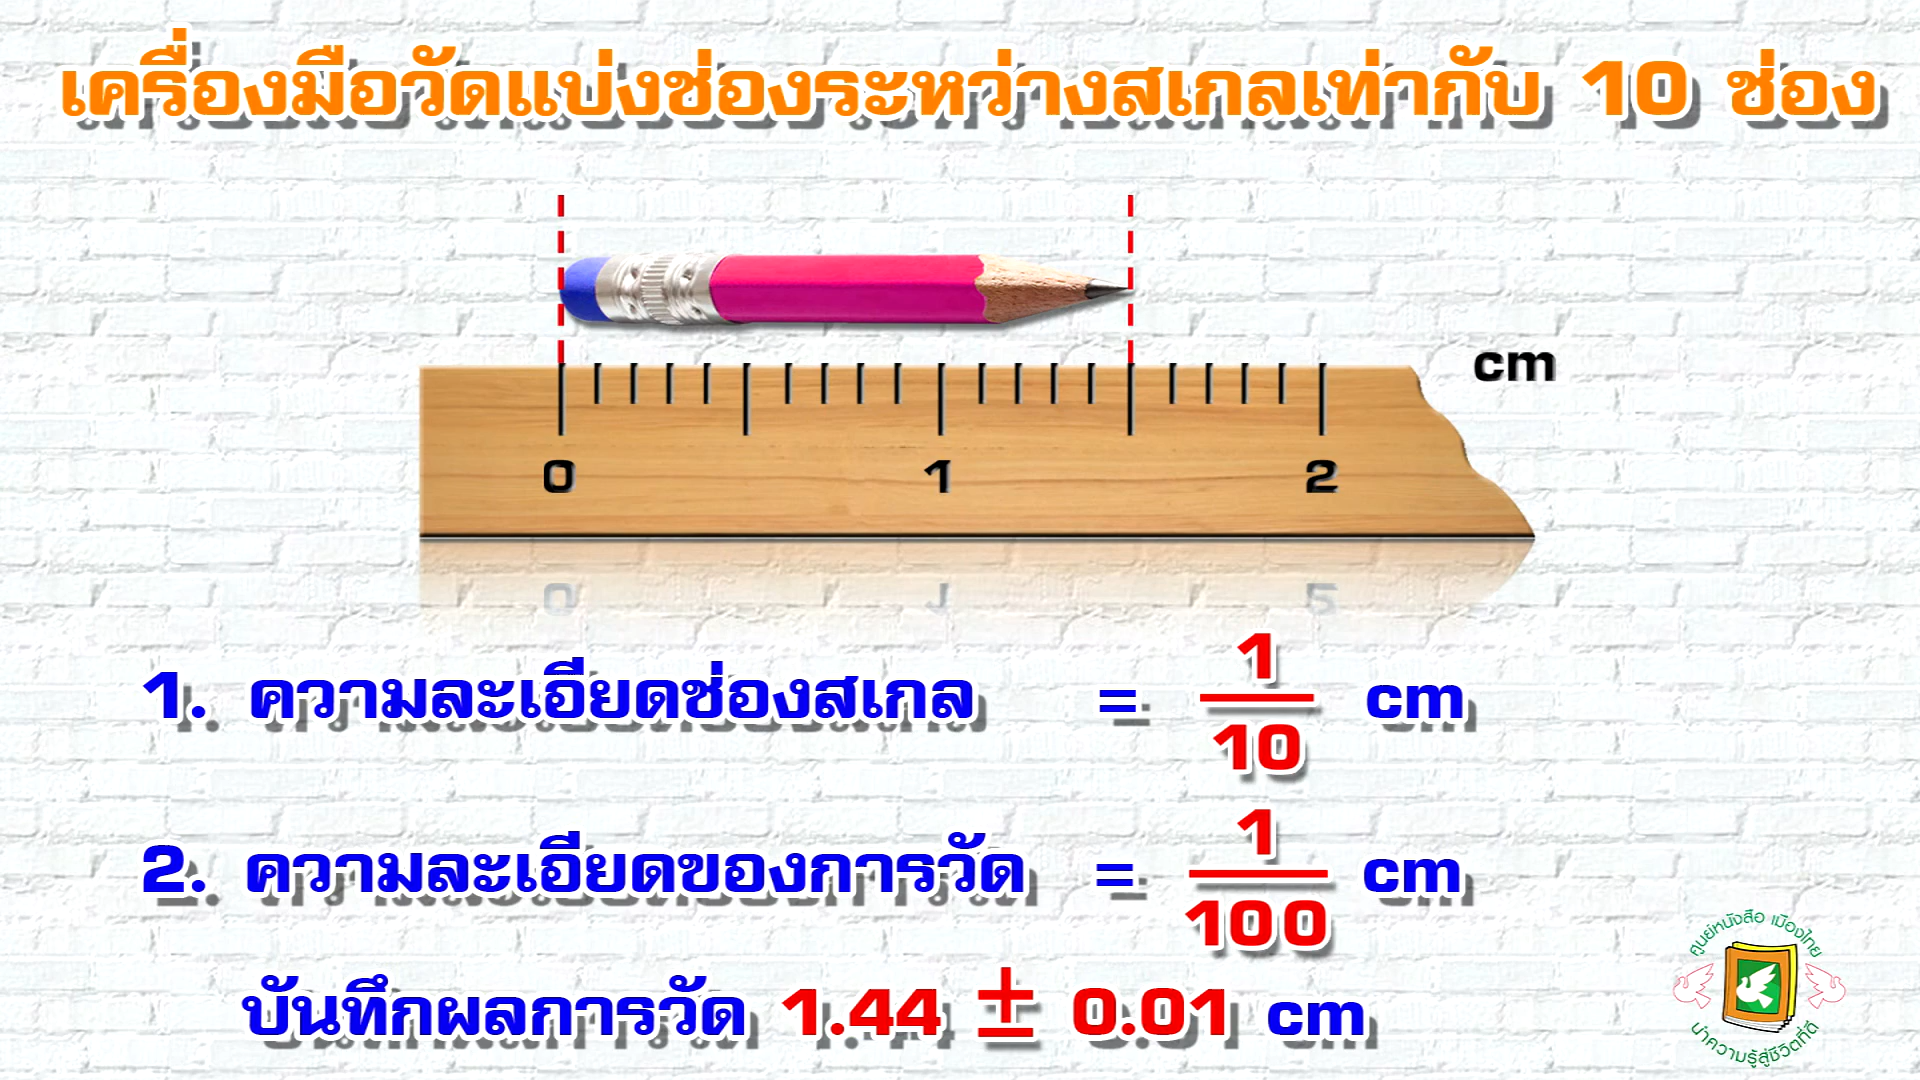 เครื่องมือวัดแบ่งช่องระหว่างสเกลเท่ากับ 10 ช่อง
cm
0 1 2
1. ความละเอียดช่องสเกล = 1/10 cm
2. ความละเอียดของการวัด = 1/100 cm
บันทึกผลการวัด 1.44 ± 0.01 cm
ศูนย์หนังสือ เมืองไทย
นำความรู้สู่ชีวิตที่ดี